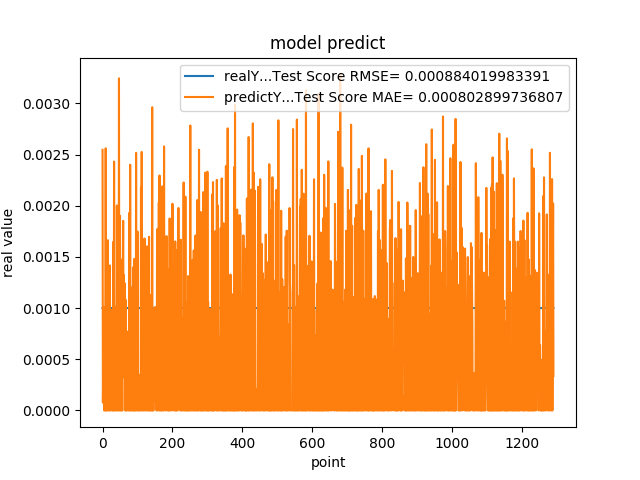 model predict
realY...Test Score RMSE= 0.000884019983391
predictY...Test Score MAE= 0.000802899736807
0.0030
0.0025
0.0020
0.0015
0.0010
0.0005
0.0000
real value
0 200 400 600 800 1000 1200
point